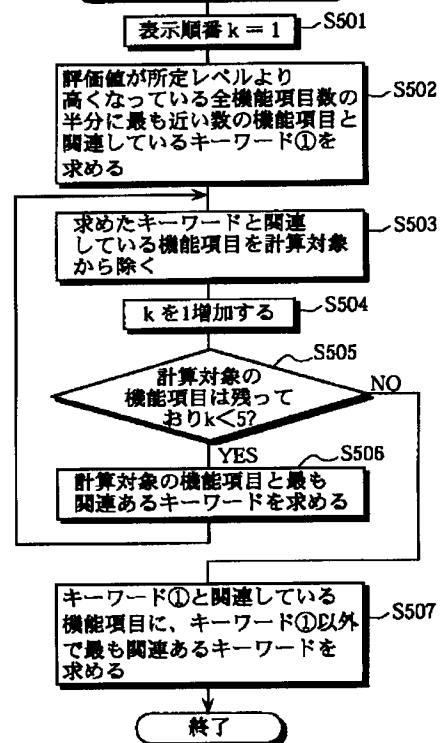 表示順番k＝1
S501
評価値が所定レベルより
高くなっている全機能項目数の
半分に最も近い数の機能項目と
関連しているキーワード①を
求める
S502
求めたキーワードと関連
している機能項目を計算対象
から除く
S503
kを1増加する
S504
S505
計算対象の
機能項目は残って
おりk＜5?
NO
YES
S506
計算対象の機能項目と最も
関連あるキーワードを求める
キーワード①と関連している
機能項目に、キーワード①以外
で最も関連あるキーワードを
求める
S507
終了